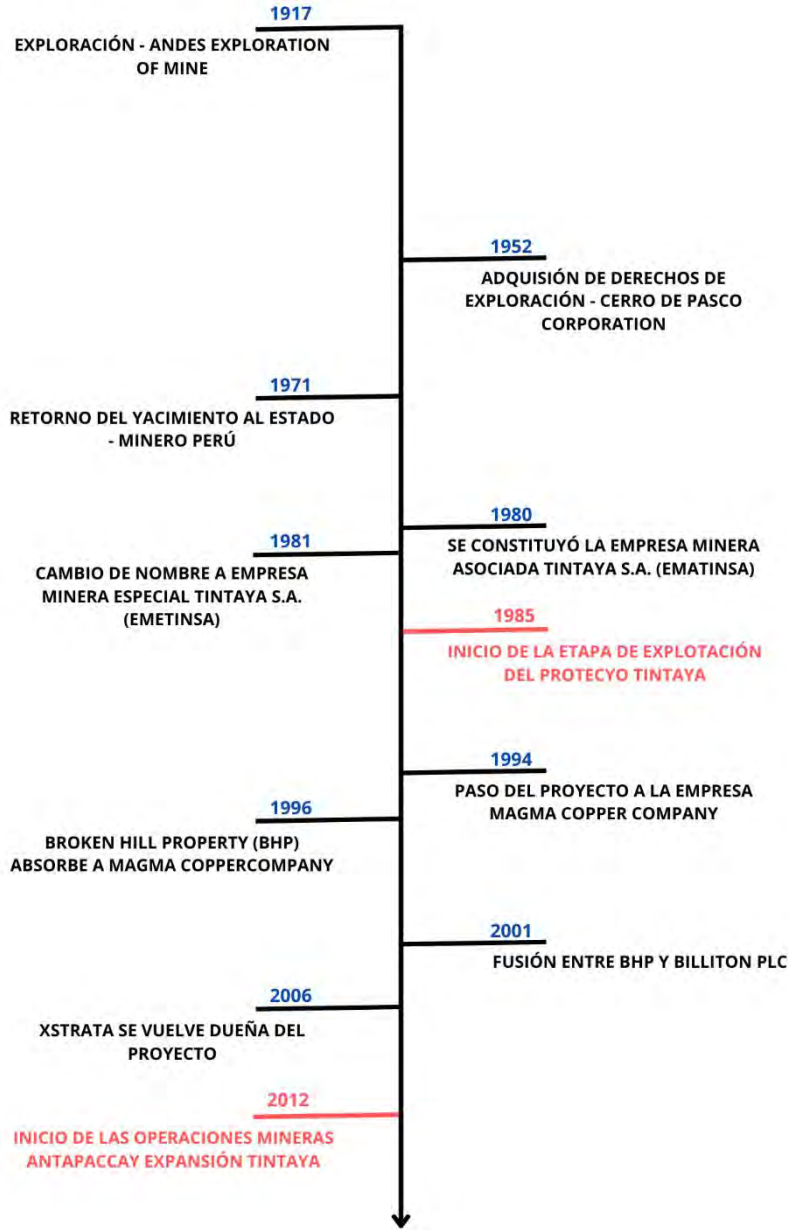 1917
EXPLORACIÓN - ANDES EXPLORATION
OF MINE
1952
ADQUISIÓN DE DERECHOS DE
EXPLORACIÓN - CERRO DE PASCO
CORPORATION
1971
RETORNO DEL YACIMIENTO AL ESTADO
- MINERO PERÚ
1980
SE CONSTITUYÓ LA EMPRESA MINERA
ASOCIADA TINTAYA S.A. (EMATINSA)
1981
CAMBIO DE NOMBRE A EMPRESA
MINERA ESPECIAL TINTAYA S.A.
(EMETINSA)
1985
INICIO DE LA ETAPA DE EXPLOTACIÓN
DEL PROTECYO TINTAYA
1994
PASO DEL PROYECTO A LA EMPRESA
MAGMA COPPER COMPANY
1996
BROKEN HILL PROPERTY (BHP)
ABSORBE A MAGMA COPPERCOMPANY
2001
FUSIÓN ENTRE BHP Y BILLITON PLC
2006
XSTRATA SE VUELVE DUEÑA DEL
PROYECTO
2012
INICIO DE LAS OPERACIONES MINERAS
ANTAPACCAY EXPANSIÓN TINTAYA